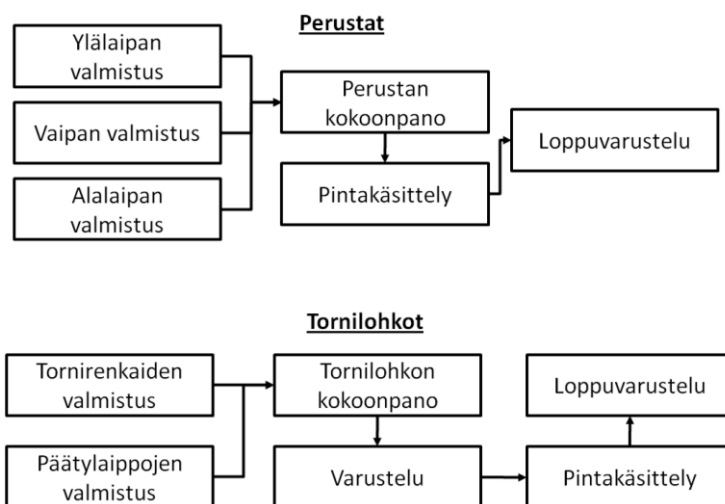 Perustat
Ylälaipan
valmistus
Vaipan valmistus
Alalaipan
valmistus
Perustan
kokoonpano
Pintakäsittely
Loppuvarustelu
Tornilohkot
Tornirenkaiden
valmistus
Päätylaippojen
valmistus
Tornilohkon
kokoonpano
Varustelu
Loppuvarustelu
Pintakäsittely